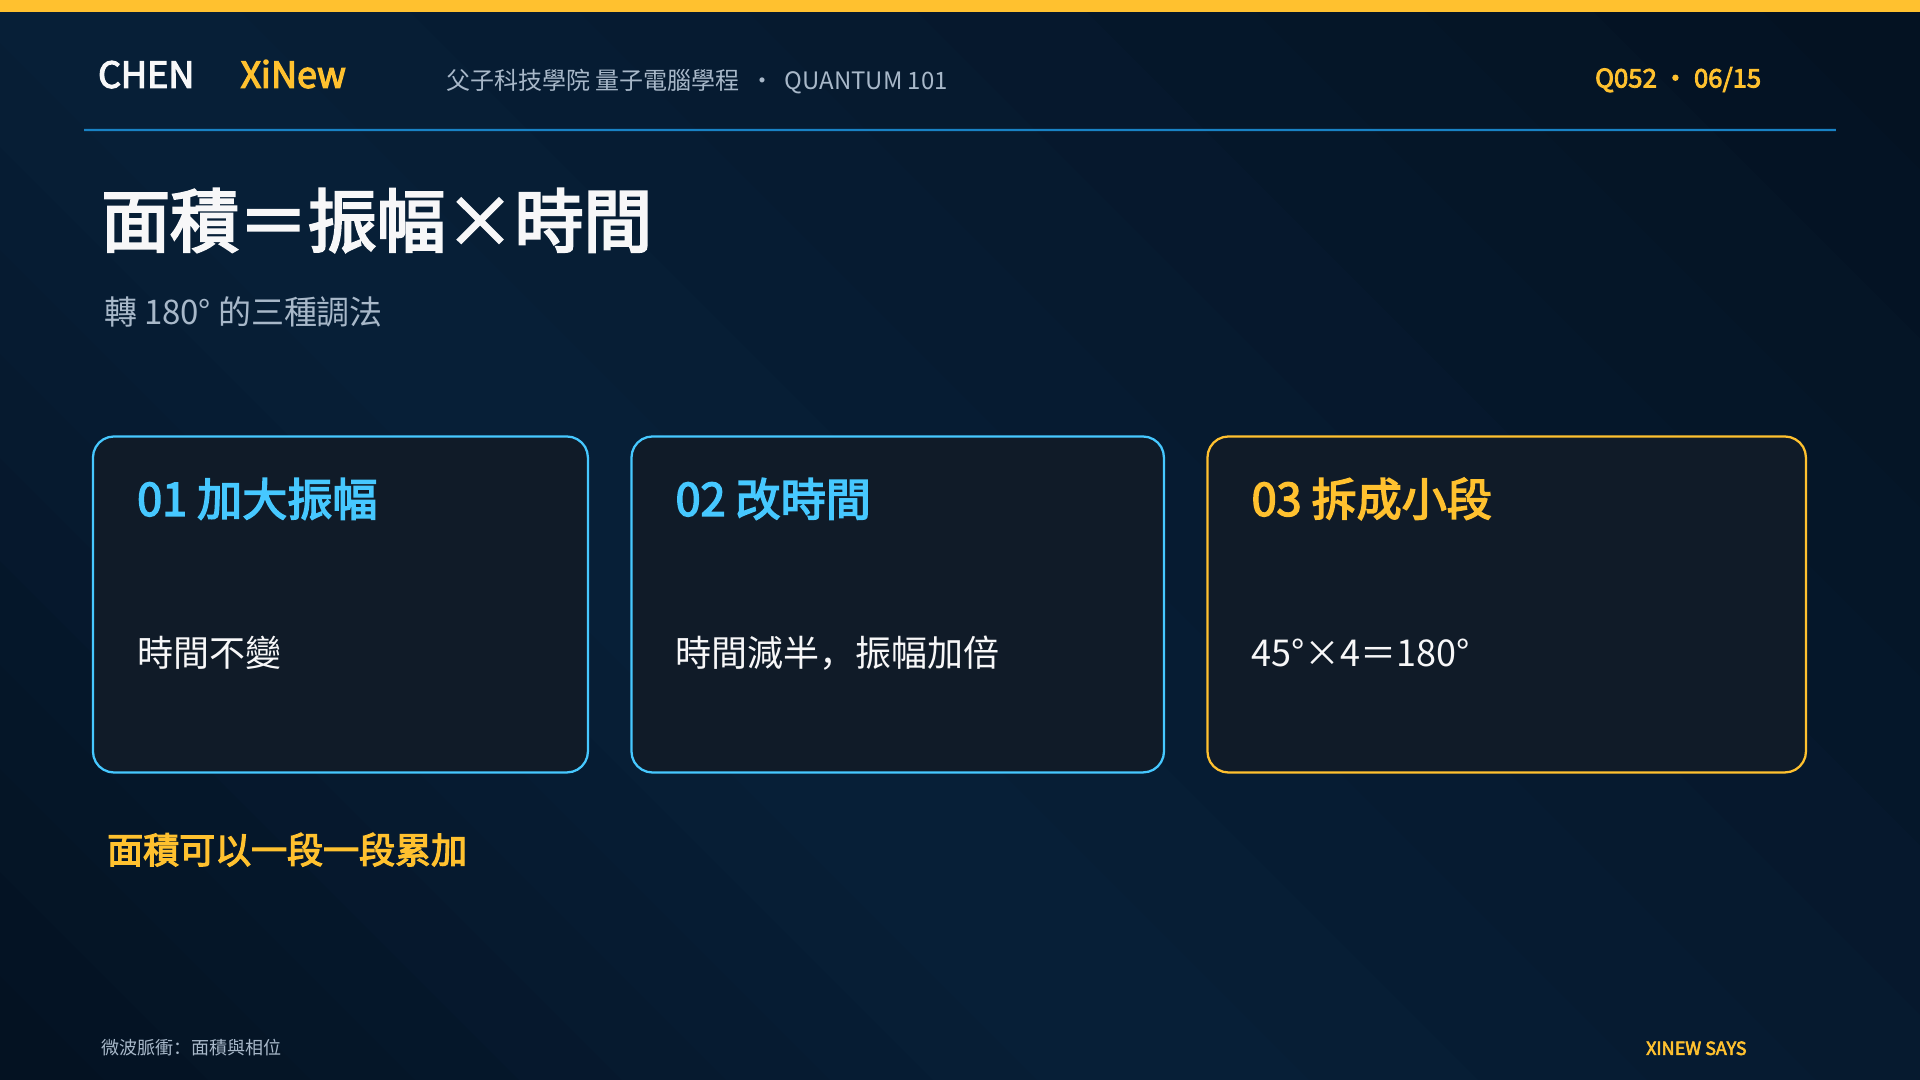 CHEN XiNew 父子科技學院 量子電腦學程 · QUANTUM 101 Q052 · 06/15
面積＝振幅×時間
轉 180° 的三種調法
01 加大振幅
時間不變
02 改時間
時間減半，振幅加倍
03 拆成小段
45°×4＝180°
面積可以一段一段累加
微波脈衝：面積與相位
XINEW SAYS